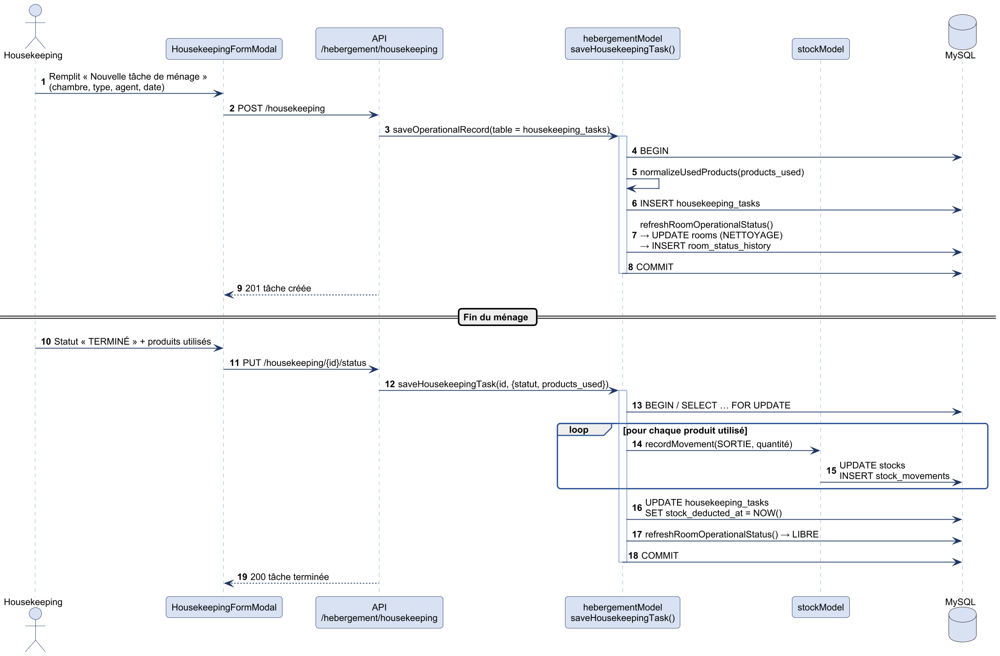 Housekeeping
HousekeepingFormModal
API
/hebergement/housekeeping
hebergementModel
saveHousekeepingTask()
stockModel
MySQL
1 Remplit « Nouvelle tâche de ménage »
(chambre, type, agent, date)
2 POST /housekeeping
3 saveOperationalRecord(table = housekeeping_tasks)
4 BEGIN
5 normalizeUsedProducts(products_used)
6 INSERT housekeeping_tasks
refreshRoomOperationalStatus()
7 → UPDATE rooms (NETTOYAGE)
→ INSERT room_status_history
8 COMMIT
9 201 tâche créée
Fin du ménage
10 Statut « TERMINÉ » + produits utilisés
11 PUT /housekeeping/{id}/status
12 saveHousekeepingTask(id, {statut, products_used})
13 BEGIN / SELECT … FOR UPDATE
loop [pour chaque produit utilisé]
14 recordMovement(SORTIE, quantité)
15 UPDATE stocks
INSERT stock_movements
16 UPDATE housekeeping_tasks
SET stock_deducted_at = NOW()
17 refreshRoomOperationalStatus() → LIBRE
18 COMMIT
19 200 tâche terminée
Housekeeping
HousekeepingFormModal
API
/hebergement/housekeeping
hebergementModel
saveHousekeepingTask()
stockModel
MySQL